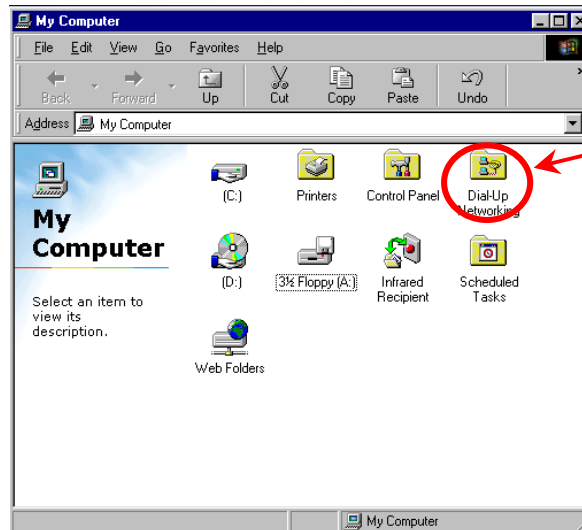 My Computer
File Edit View Go Favorites Help
»
Back Forward Up Cut Copy Paste Undo
Address My Computer
My
Computer
Select an item to
view its
description.
(C:) Printers Control Panel Dial-Up
Networking
(D:) 3½ Floppy (A:) Infrared
Recipient Scheduled
Tasks
Web Folders
My Computer